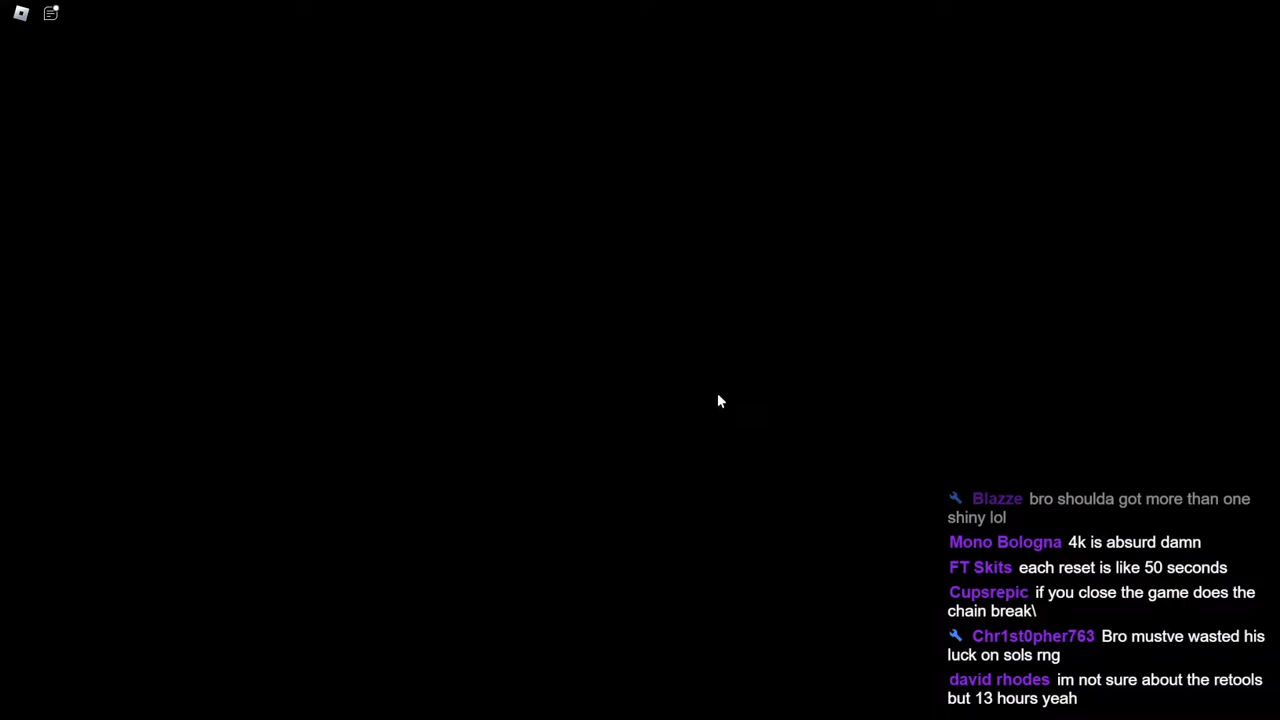 Blazze bro shoulda got more than one
shiny lol
Mono Bologna 4k is absurd damn
FT Skits each reset is like 50 seconds
Cupsrepic if you close the game does the
chain break\
Chr1st0pher763 Bro mustve wasted his
luck on sols rng
david rhodes im not sure about the retools
but 13 hours yeah